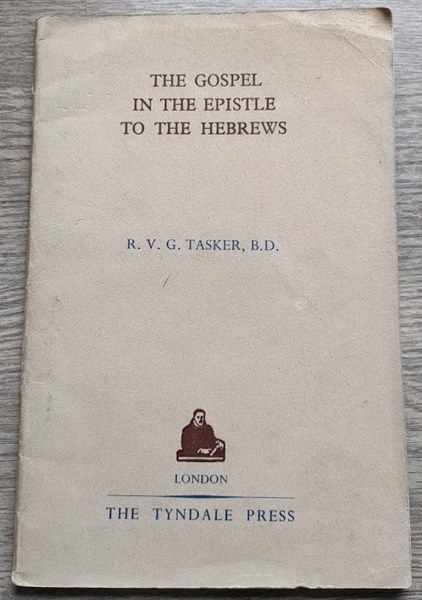 THE GOSPEL
IN THE EPISTLE
TO THE HEBREWS
R. V. G. TASKER, B.D.
LONDON
THE TYNDALE PRESS